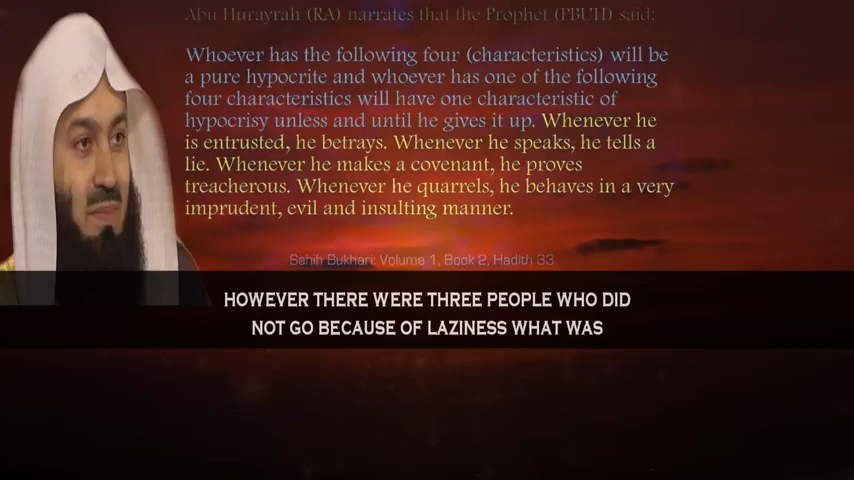 Abu Hurayrah (RA) narrates that the Prophet (PBUH) said:
Whoever has the following four (characteristics) will be
a pure hypocrite and whoever has one of the following
four characteristics will have one characteristic of
hypocrisy unless and until he gives it up. Whenever he
is entrusted, he betrays. Whenever he speaks, he tells a
lie. Whenever he makes a covenant, he proves
treacherous. Whenever he quarrels, he behaves in a very
imprudent, evil and insulting manner.
Sahih Bukhari: Volume 1, Book 2, Hadith 33.
HOWEVER THERE WERE THREE PEOPLE WHO DID
NOT GO BECAUSE OF LAZINESS WHAT WAS